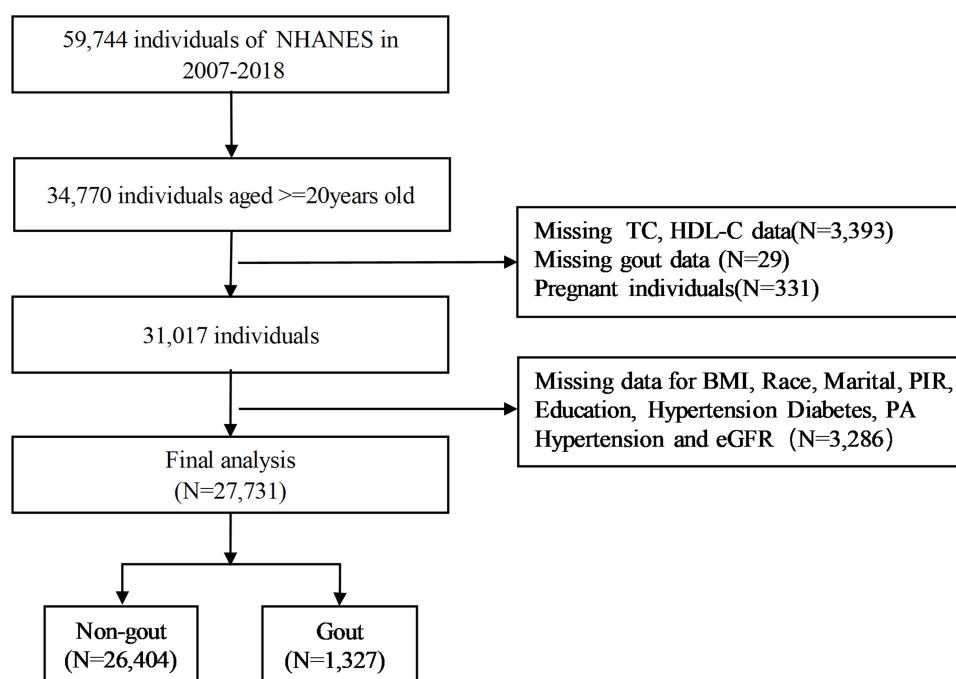 59,744 individuals of NHANES in
2007-2018
34,770 individuals aged >=20years old
Missing TC, HDL-C data(N=3,393)
Missing gout data (N=29)
Pregnant individuals(N=331)
31,017 individuals
Missing data for BMI, Race, Marital, PIR,
Education, Hypertension Diabetes, PA
Hypertension and eGFR (N=3,286)
Final analysis
(N=27,731)
Non-gout
(N=26,404)
Gout
(N=1,327)